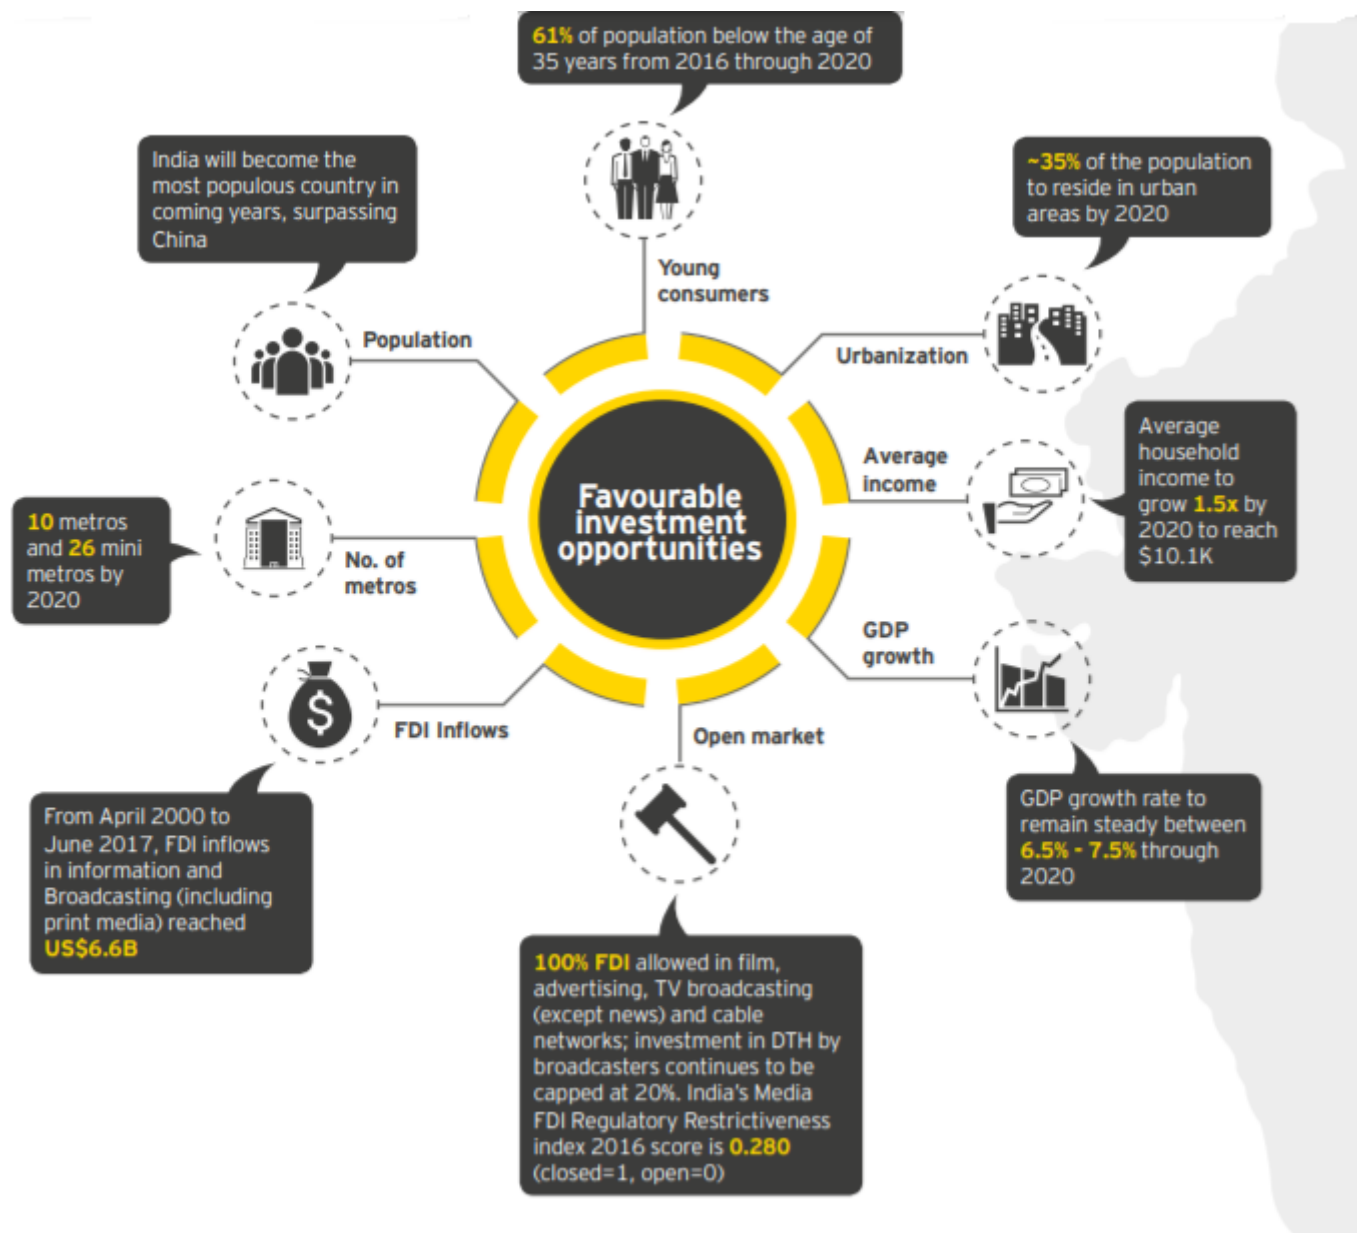 61% of population below the age of
35 years from 2016 through 2020
Young
consumers
~35% of the population
to reside in urban
areas by 2020
Urbanization
Average
household
income to
grow 1.5x by
2020 to reach
$10.1K
Average
income
GDP
growth
GDP growth rate to
remain steady between
6.5% - 7.5% through
2020
Open market
100% FDI allowed in film,
advertising, TV broadcasting
(except news) and cable
networks; investment in DTH by
broadcasters continues to be
capped at 20%. India's Media
FDI Regulatory Restrictiveness
index 2016 score is 0.280
(closed=1, open=0)
FDI Inflows
From April 2000 to
June 2017, FDI inflows
in information and
Broadcasting (including
print media) reached
US$6.6B
No. of
metros
10 metros
and 26 mini
metros by
2020
Population
India will become the
most populous country in
coming years, surpassing
China
Favourable
investment
opportunities
$